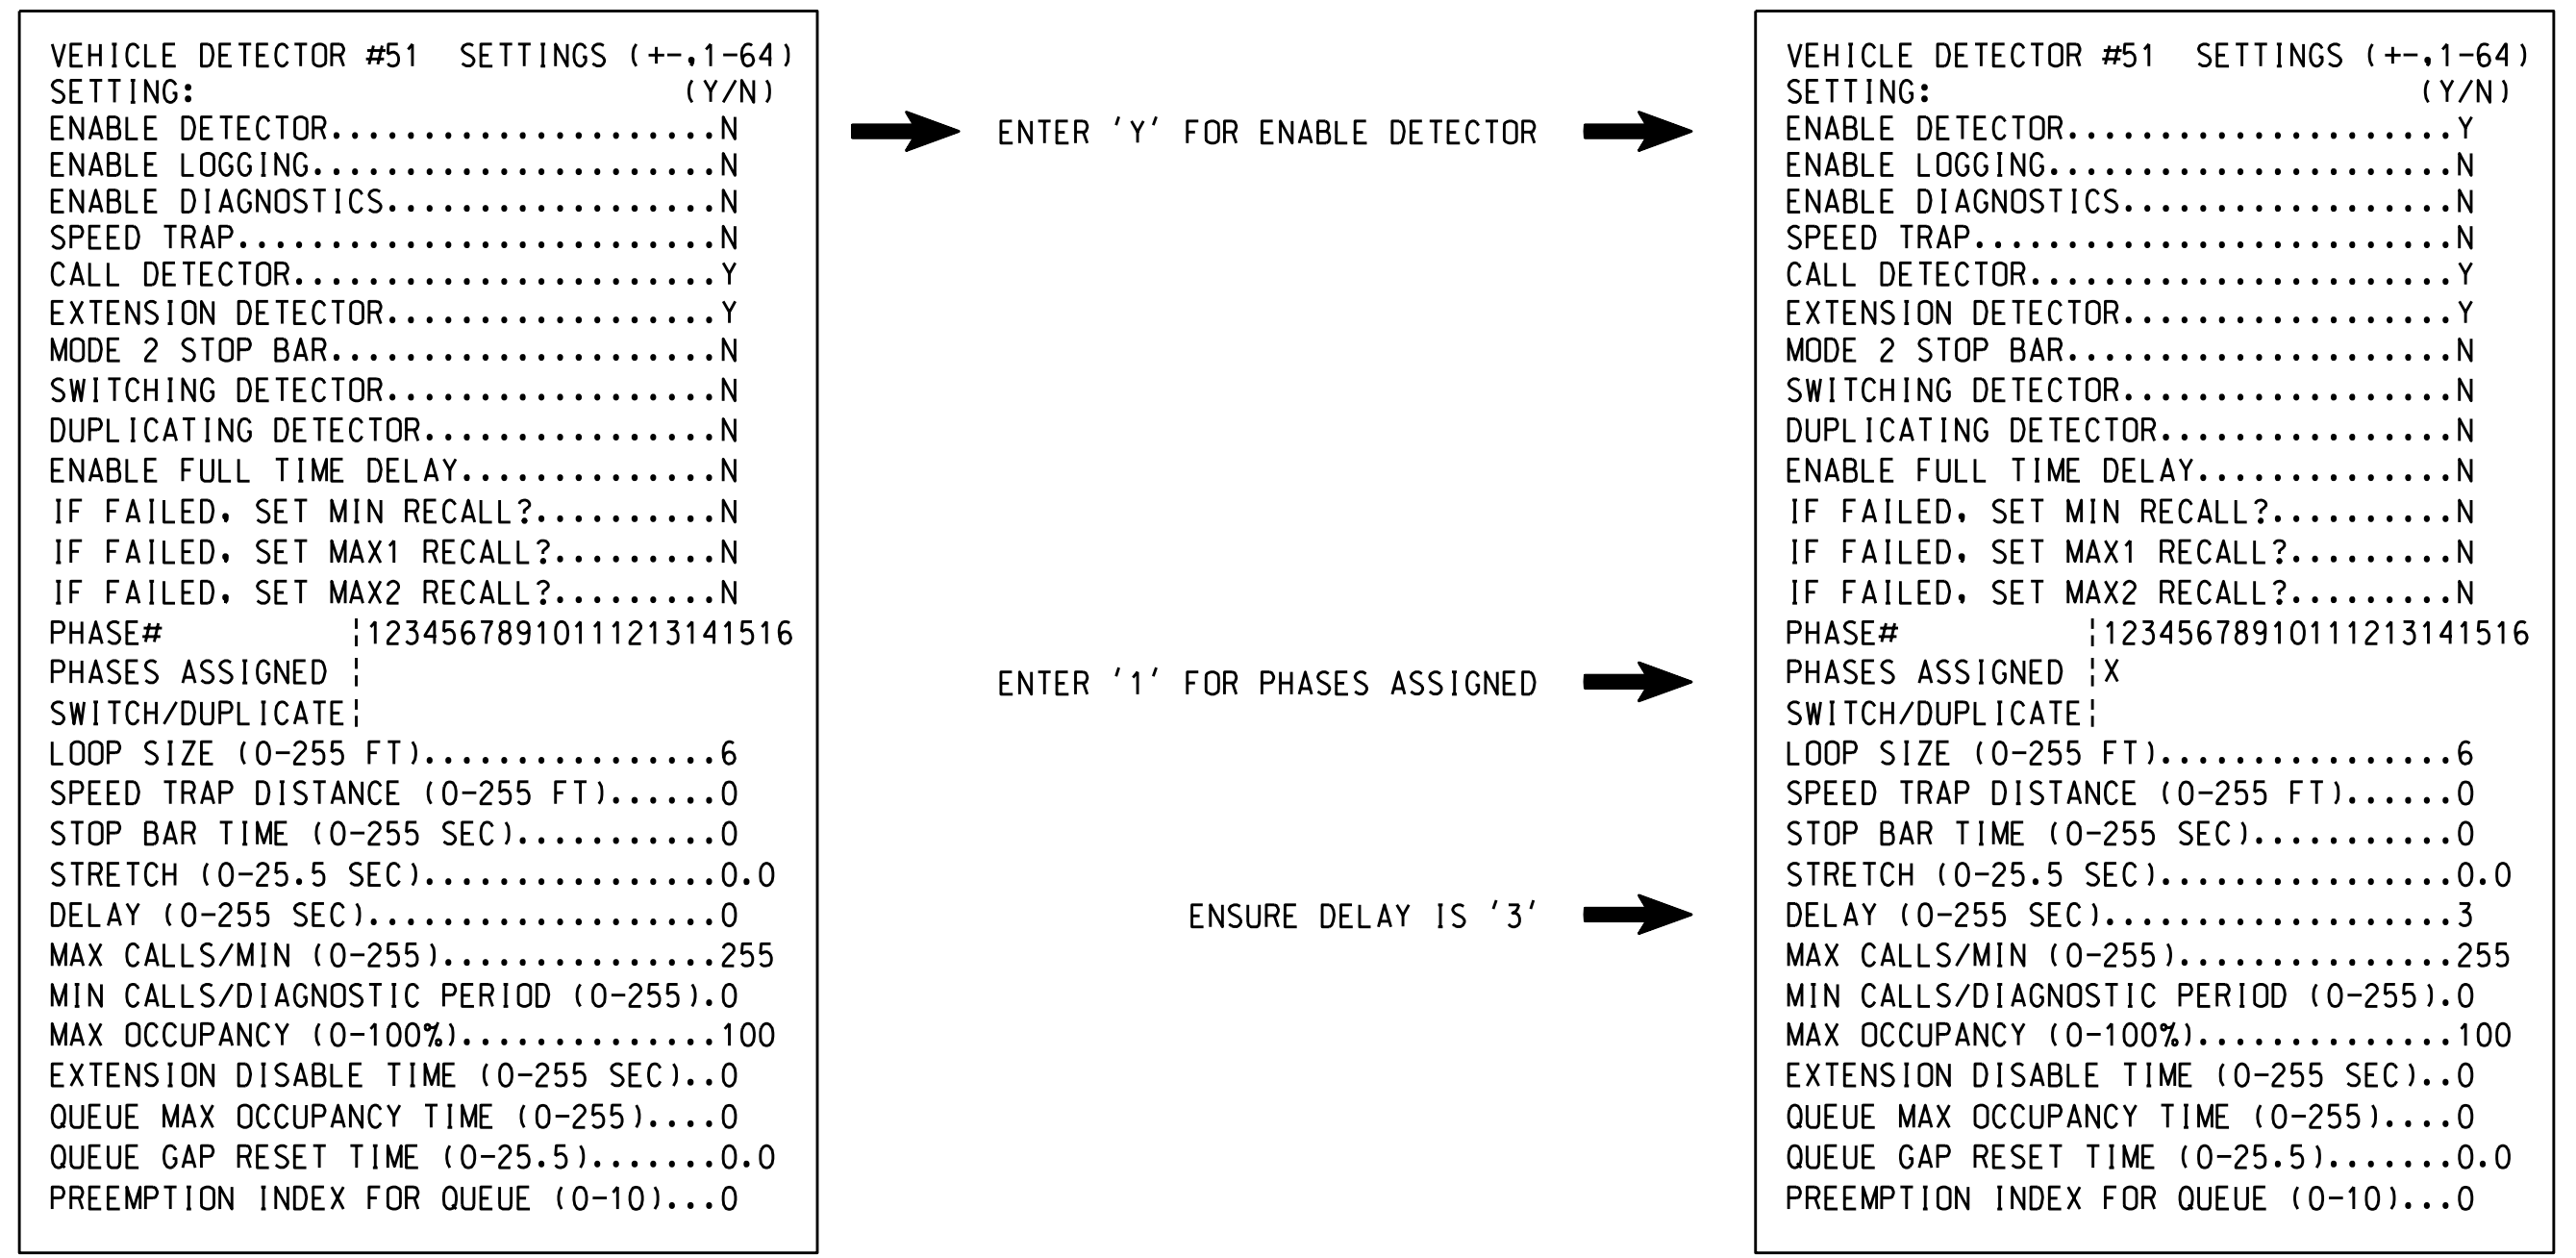 VEHICLE DETECTOR #51 SETTINGS (+-,1-64)
SETTING: (Y/N)
ENABLE DETECTOR.....................N
ENABLE LOGGING......................N
ENABLE DIAGNOSTICS..................N
SPEED TRAP..........................N
CALL DETECTOR.......................Y
EXTENSION DETECTOR..................Y
MODE 2 STOP BAR.....................N
SWITCHING DETECTOR..................N
DUPLICATING DETECTOR................N
ENABLE FULL TIME DELAY..............N
IF FAILED, SET MIN RECALL?..........N
IF FAILED, SET MAX1 RECALL?.........N
IF FAILED, SET MAX2 RECALL?.........N
PHASE# ¦12345678910111213141516
PHASES ASSIGNED ¦
SWITCH/DUPLICATE¦
LOOP SIZE (0-255 FT)................6
SPEED TRAP DISTANCE (0-255 FT)......0
STOP BAR TIME (0-255 SEC)...........0
STRETCH (0-25.5 SEC)................0.0
DELAY (0-255 SEC)...................0
MAX CALLS/MIN (0-255)...............255
MIN CALLS/DIAGNOSTIC PERIOD (0-255).0
MAX OCCUPANCY (0-100%)..............100
EXTENSION DISABLE TIME (0-255 SEC)..0
QUEUE MAX OCCUPANCY TIME (0-255)....0
QUEUE GAP RESET TIME (0-25.5).......0.0
PREEMPTION INDEX FOR QUEUE (0-10)...0
ENTER 'Y' FOR ENABLE DETECTOR
ENTER '1' FOR PHASES ASSIGNED
ENSURE DELAY IS '3'
VEHICLE DETECTOR #51 SETTINGS (+-,1-64)
SETTING: (Y/N)
ENABLE DETECTOR.....................Y
ENABLE LOGGING......................N
ENABLE DIAGNOSTICS..................N
SPEED TRAP..........................N
CALL DETECTOR.......................Y
EXTENSION DETECTOR..................Y
MODE 2 STOP BAR.....................N
SWITCHING DETECTOR..................N
DUPLICATING DETECTOR................N
ENABLE FULL TIME DELAY..............N
IF FAILED, SET MIN RECALL?..........N
IF FAILED, SET MAX1 RECALL?.........N
IF FAILED, SET MAX2 RECALL?.........N
PHASE# ¦12345678910111213141516
PHASES ASSIGNED ¦X
SWITCH/DUPLICATE¦
LOOP SIZE (0-255 FT)................6
SPEED TRAP DISTANCE (0-255 FT)......0
STOP BAR TIME (0-255 SEC)...........0
STRETCH (0-25.5 SEC)................0.0
DELAY (0-255 SEC)...................3
MAX CALLS/MIN (0-255)...............255
MIN CALLS/DIAGNOSTIC PERIOD (0-255).0
MAX OCCUPANCY (0-100%)..............100
EXTENSION DISABLE TIME (0-255 SEC)..0
QUEUE MAX OCCUPANCY TIME (0-255)....0
QUEUE GAP RESET TIME (0-25.5).......0.0
PREEMPTION INDEX FOR QUEUE (0-10)...0